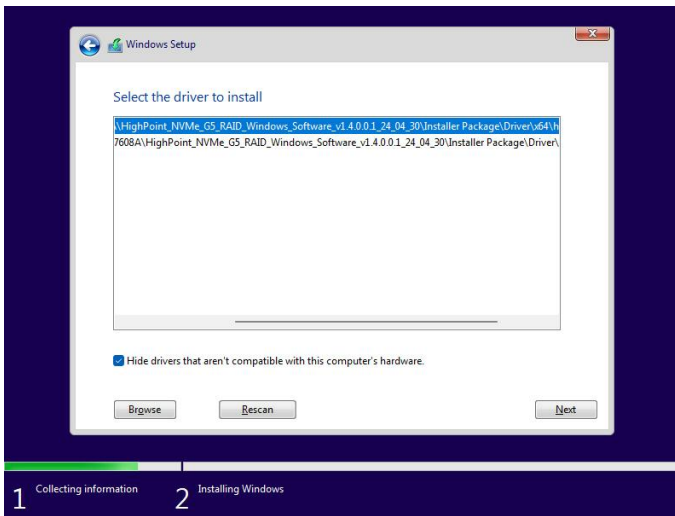 Windows Setup
Select the driver to install
\HighPoint_NVMe_G5_RAID_Windows_Software_v1.4.0.0.1_24_04_30\Installer Package\Driver\x64\h
7608A\HighPoint_NVMe_G5_RAID_Windows_Software_v1.4.0.0.1_24_04_30\Installer Package\Driver\
Hide drivers that aren't compatible with this computer's hardware.
Browse
Rescan
Next
1 Collecting information
2 Installing Windows